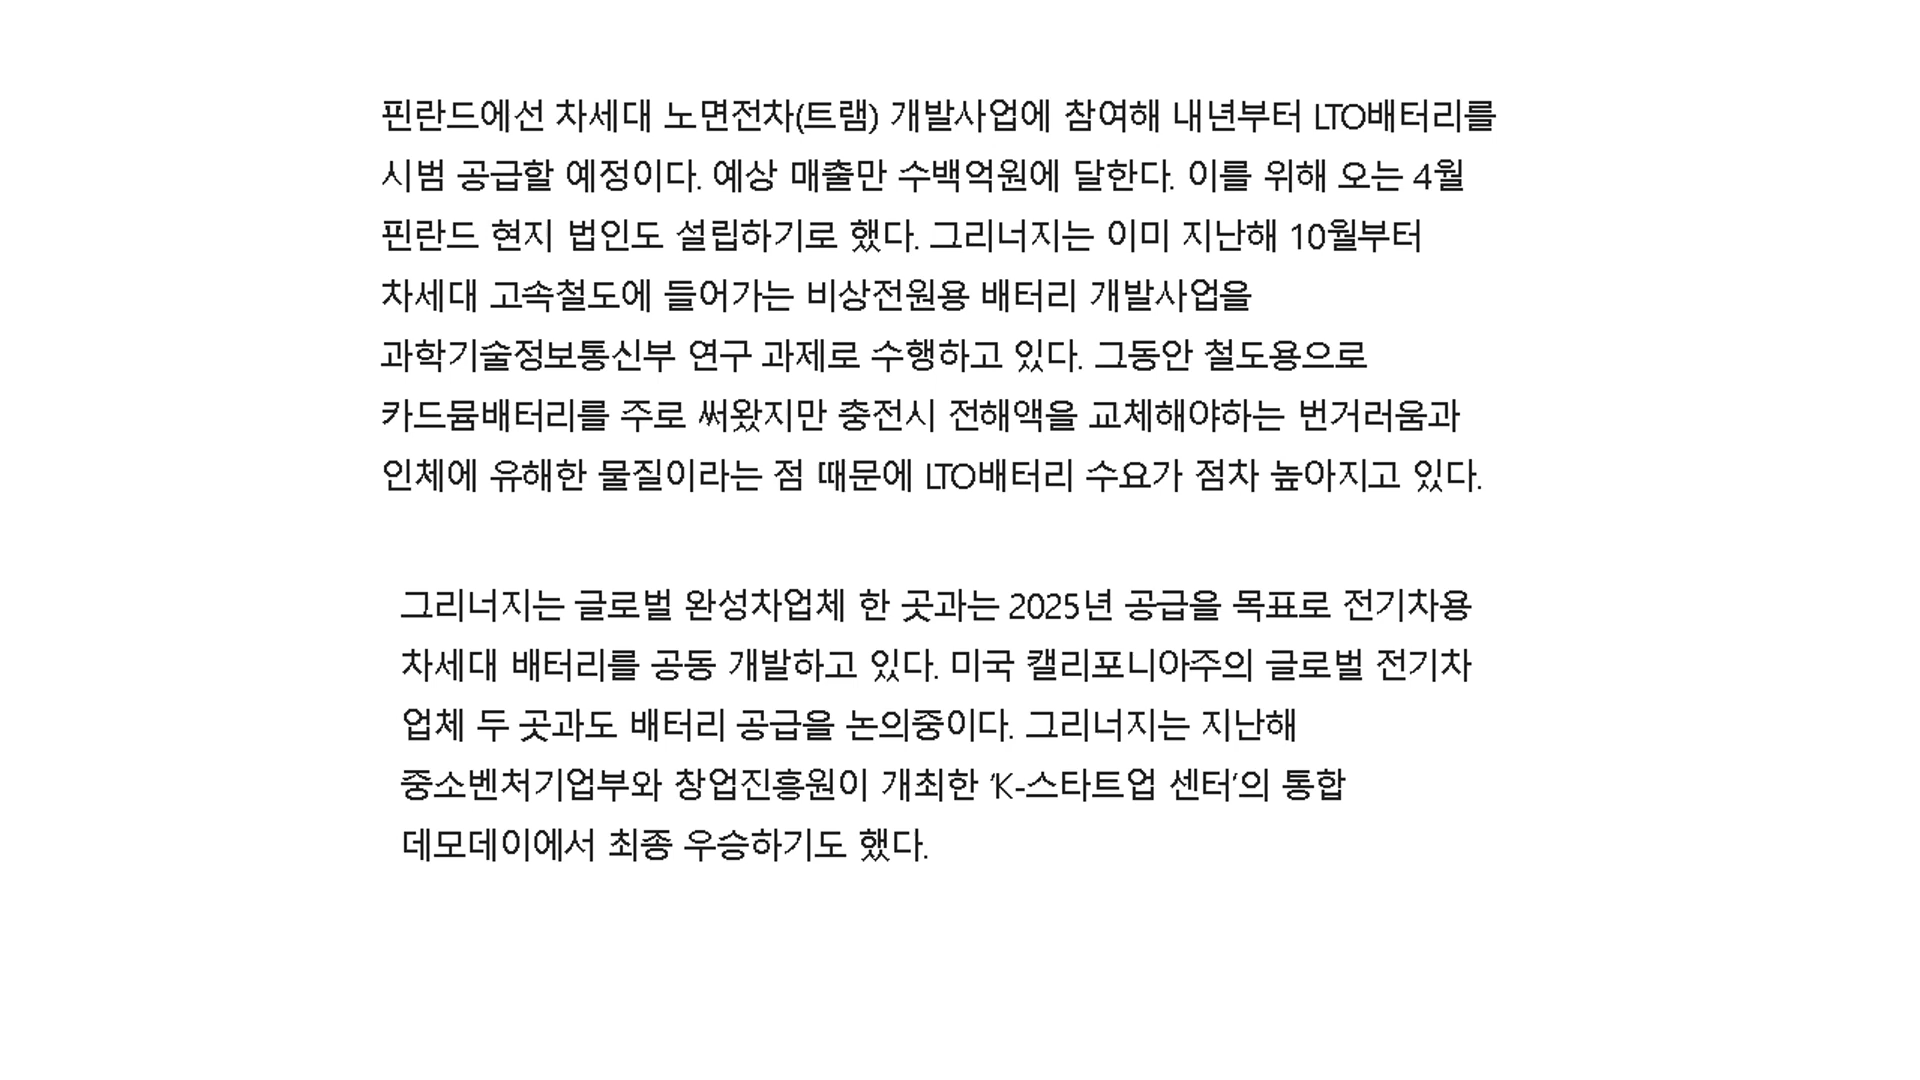 핀란드에선 차세대 노면전차(트램) 개발사업에 참여해 내년부터 LTO배터리를
시범 공급할 예정이다. 예상 매출만 수백억원에 달한다. 이를 위해 오는 4월
핀란드 현지 법인도 설립하기로 했다. 그리너지는 이미 지난해 10월부터
차세대 고속철도에 들어가는 비상전원용 배터리 개발사업을
과학기술정보통신부 연구 과제로 수행하고 있다. 그동안 철도용으로
카드뮴배터리를 주로 써왔지만 충전시 전해액을 교체해야하는 번거러움과
인체에 유해한 물질이라는 점 때문에 LTO배터리 수요가 점차 높아지고 있다.
그리너지는 글로벌 완성차업체 한 곳과는 2025년 공급을 목표로 전기차용
차세대 배터리를 공동 개발하고 있다. 미국 캘리포니아주의 글로벌 전기차
업체 두 곳과도 배터리 공급을 논의중이다. 그리너지는 지난해
중소벤처기업부와 창업진흥원이 개최한 ‘K-스타트업 센터’의 통합
데모데이에서 최종 우승하기도 했다.